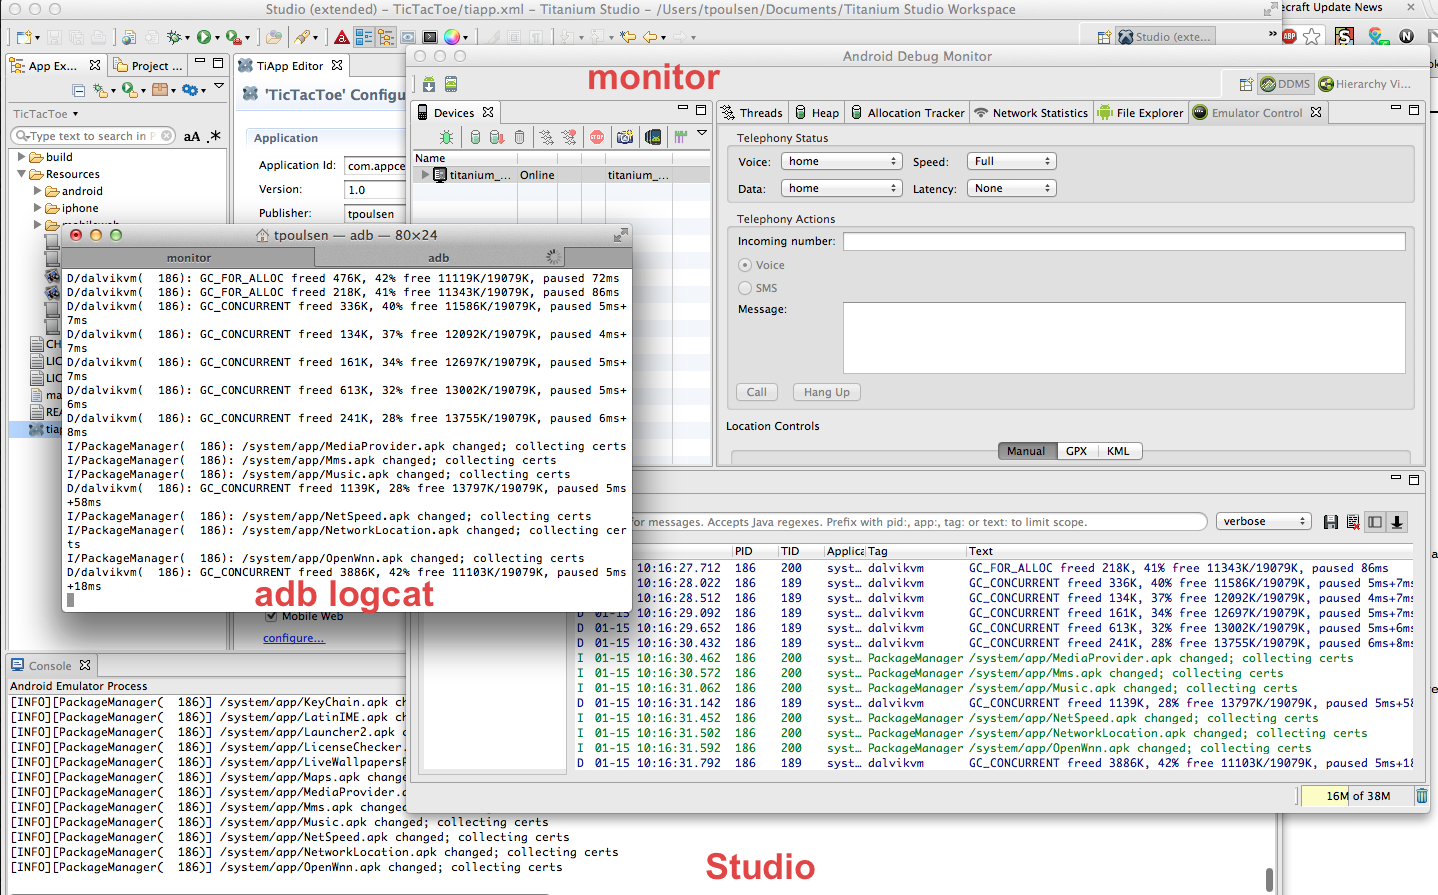 Studio (extended) - TicTacToe/tiapp.xml - Titanium Studio - /Users/tpoulsen/Documents/Titanium Studio Workspace
ecraft Update News
Studio (exte...
ABP
App Ex...
Project ...
TiApp Editor
TicTacToe
Type text to search in F
aA .*
build
Resources
android
iphone
CH
LIC
LIC
ma
REA
tiap
'TicTacToe' Configu
Application
Application Id: com.appce
Version: 1.0
Publisher: tpoulsen
Mobile Web
configure...
Android Debug Monitor
monitor
DDMS
Hierarchy Vi...
Devices
Name
titanium_... Online titanium_...
Threads Heap Allocation Tracker Network Statistics File Explorer Emulator Control
Telephony Status
Voice: home Speed: Full
Data: home Latency: None
Telephony Actions
Incoming number:
Voice
SMS
Message:
Call Hang Up
Location Controls
Manual GPX KML
tpoulsen — adb — 80×24
monitor adb
D/dalvikvm( 186): GC_FOR_ALLOC freed 476K, 42% free 11119K/19079K, paused 72ms
D/dalvikvm( 186): GC_FOR_ALLOC freed 218K, 41% free 11343K/19079K, paused 86ms
D/dalvikvm( 186): GC_CONCURRENT freed 336K, 40% free 11586K/19079K, paused 5ms+
7ms
D/dalvikvm( 186): GC_CONCURRENT freed 134K, 37% free 12092K/19079K, paused 4ms+
7ms
D/dalvikvm( 186): GC_CONCURRENT freed 161K, 34% free 12697K/19079K, paused 5ms+
7ms
D/dalvikvm( 186): GC_CONCURRENT freed 613K, 32% free 13002K/19079K, paused 5ms+
6ms
D/dalvikvm( 186): GC_CONCURRENT freed 241K, 28% free 13755K/19079K, paused 6ms+
8ms
I/PackageManager( 186): /system/app/MediaProvider.apk changed; collecting certs
I/PackageManager( 186): /system/app/Mms.apk changed; collecting certs
I/PackageManager( 186): /system/app/Music.apk changed; collecting certs
D/dalvikvm( 186): GC_CONCURRENT freed 1139K, 28% free 13797K/19079K, paused 5ms
+58ms
I/PackageManager( 186): /system/app/NetSpeed.apk changed; collecting certs
I/PackageManager( 186): /system/app/NetworkLocation.apk changed; collecting cer
ts
I/PackageManager( 186): /system/app/OpenWnn.apk changed; collecting certs
D/dalvikvm( 186): GC_CONCURRENT freed 3886K, 42% free 11103K/19079K, paused 5ms
+18ms
adb logcat
for messages. Accepts Java regexes. Prefix with pid:, app:, tag: or text: to limit scope.
verbose
PID TID Applica Tag Text
10:16:27.712 186 200 syst... dalvikvm GC_FOR_ALLOC freed 218K, 41% free 11343K/19079K, paused 86ms
10:16:28.022 186 189 syst... dalvikvm GC_CONCURRENT freed 336K, 40% free 11586K/19079K, paused 5ms+7ms
10:16:28.512 186 189 syst... dalvikvm GC_CONCURRENT freed 134K, 37% free 12092K/19079K, paused 4ms+7ms
D 01-15 10:16:29.092 186 189 syst... dalvikvm GC_CONCURRENT freed 161K, 34% free 12697K/19079K, paused 5ms+7ms
D 01-15 10:16:29.652 186 189 syst... dalvikvm GC_CONCURRENT freed 613K, 32% free 13002K/19079K, paused 5ms+6ms
D 01-15 10:16:30.432 186 189 syst... dalvikvm GC_CONCURRENT freed 241K, 28% free 13755K/19079K, paused 6ms+8ms
I 01-15 10:16:30.462 186 200 syst... PackageManager /system/app/MediaProvider.apk changed; collecting certs
I 01-15 10:16:30.572 186 200 syst... PackageManager /system/app/Mms.apk changed; collecting certs
I 01-15 10:16:31.062 186 200 syst... PackageManager /system/app/Music.apk changed; collecting certs
D 01-15 10:16:31.142 186 189 syst... dalvikvm GC_CONCURRENT freed 1139K, 28% free 13797K/19079K, paused 5ms+58
I 01-15 10:16:31.452 186 200 syst... PackageManager /system/app/NetSpeed.apk changed; collecting certs
I 01-15 10:16:31.502 186 200 syst... PackageManager /system/app/NetworkLocation.apk changed; collecting certs
I 01-15 10:16:31.592 186 200 syst... PackageManager /system/app/OpenWnn.apk changed; collecting certs
D 01-15 10:16:31.792 186 189 syst... dalvikvm GC_CONCURRENT freed 3886K, 42% free 11103K/19079K, paused 5ms+18
16M of 38M
Console
Android Emulator Process
[INFO][PackageManager( 186)] /system/app/KeyChain.apk ch
[INFO][PackageManager( 186)] /system/app/LatinIME.apk ch
[INFO][PackageManager( 186)] /system/app/Launcher2.apk c
[INFO][PackageManager( 186)] /system/app/LicenseChecker.
[INFO][PackageManager( 186)] /system/app/LiveWallpapersP
[INFO][PackageManager( 186)] /system/app/Maps.apk change
[INFO][PackageManager( 186)] /system/app/MediaProvider.a
[INFO][PackageManager( 186)] /system/app/Mms.apk changed
[INFO][PackageManager( 186)] /system/app/Music.apk changed; collecting certs
[INFO][PackageManager( 186)] /system/app/NetSpeed.apk changed; collecting certs
[INFO][PackageManager( 186)] /system/app/NetworkLocation.apk changed; collecting certs
[INFO][PackageManager( 186)] /system/app/OpenWnn.apk changed; collecting certs
Studio